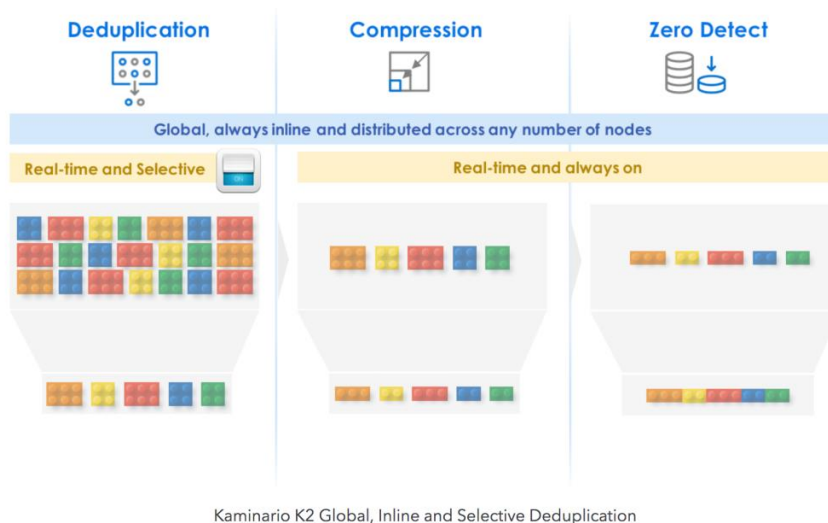 Deduplication
Compression
Zero Detect
Global, always inline and distributed across any number of nodes
Real-time and Selective
ON
Real-time and always on
Kaminario K2 Global, Inline and Selective Deduplication